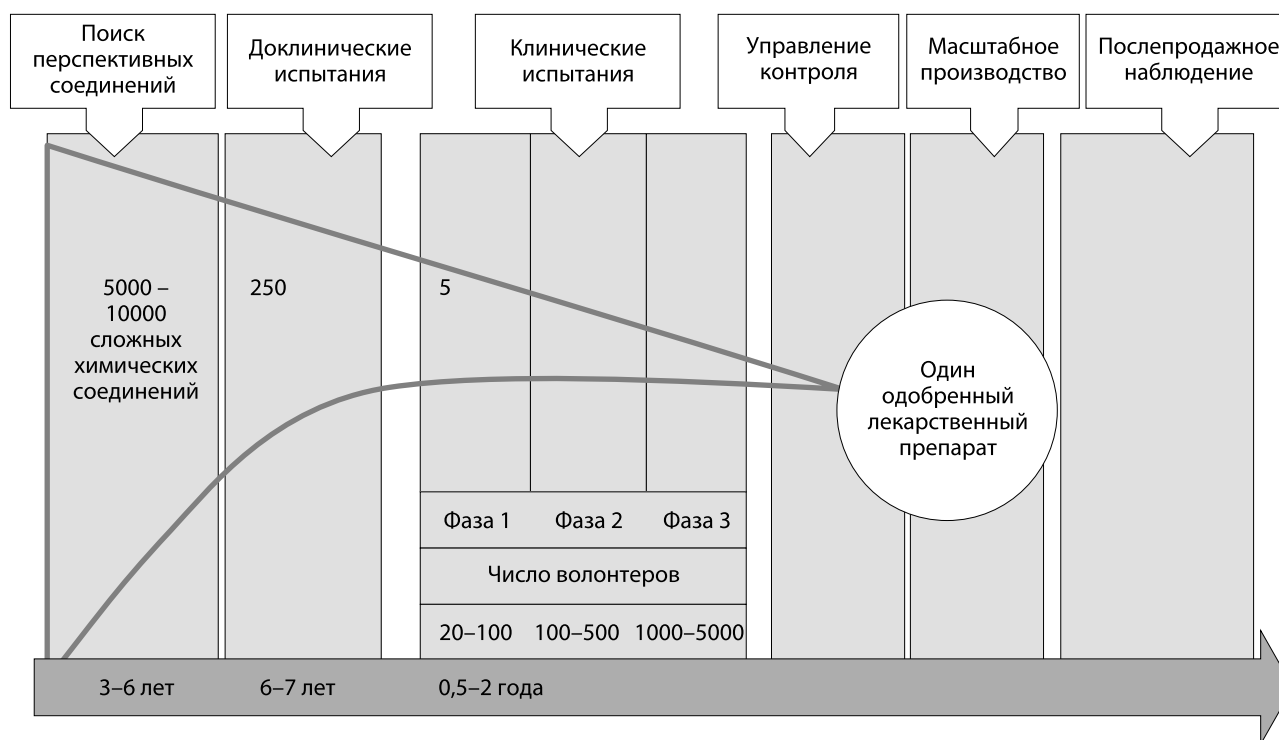 Поиск
перспективных
соединений
Доклинические
испытания
Клинические
испытания
Управление
контроля
Масштабное
производство
Послепродажное
наблюдение
5000 –
10000
сложных
химических
соединений
250
5
Один
одобренный
лекарственный
препарат
Фаза 1
Фаза 2
Фаза 3
Число волонтеров
20–100
100–500
1000–5000
3–6 лет
6–7 лет
0,5–2 года